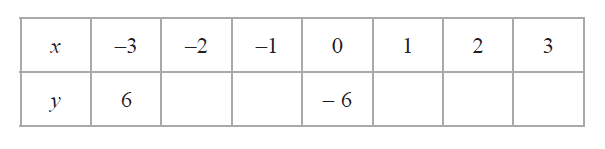 x –3 –2 –1 0 1 2 3
y 6 – 6